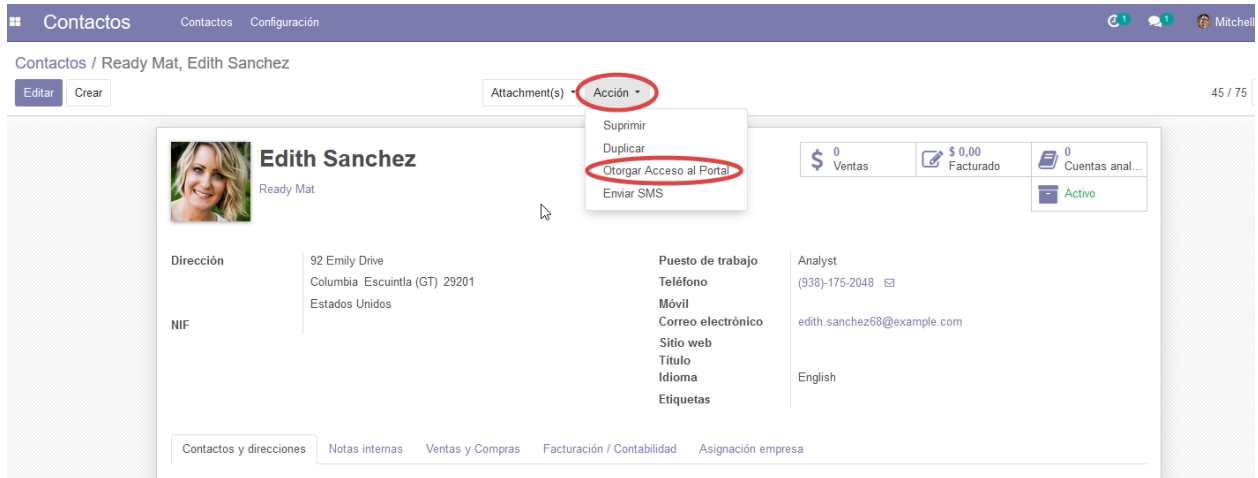 Contactos Contactos Configuración 1 1 Mitchell
Contactos / Ready Mat, Edith Sanchez
Editar Crear Attachment(s) Acción 45 / 75
Suprimir
Duplicar
Otorgar Acceso al Portal
Enviar SMS
Edith Sanchez
Ready Mat
0 Ventas
$ 0,00 Facturado
0 Cuentas anal...
Activo
Dirección 92 Emily Drive
Columbia Escuintla (GT) 29201
Estados Unidos
NIF
Puesto de trabajo Analyst
Teléfono (938)-175-2048
Móvil
Correo electrónico edith.sanchez68@example.com
Sitio web
Título
Idioma English
Etiquetas
Contactos y direcciones Notas internas Ventas y Compras Facturación / Contabilidad Asignación empresa